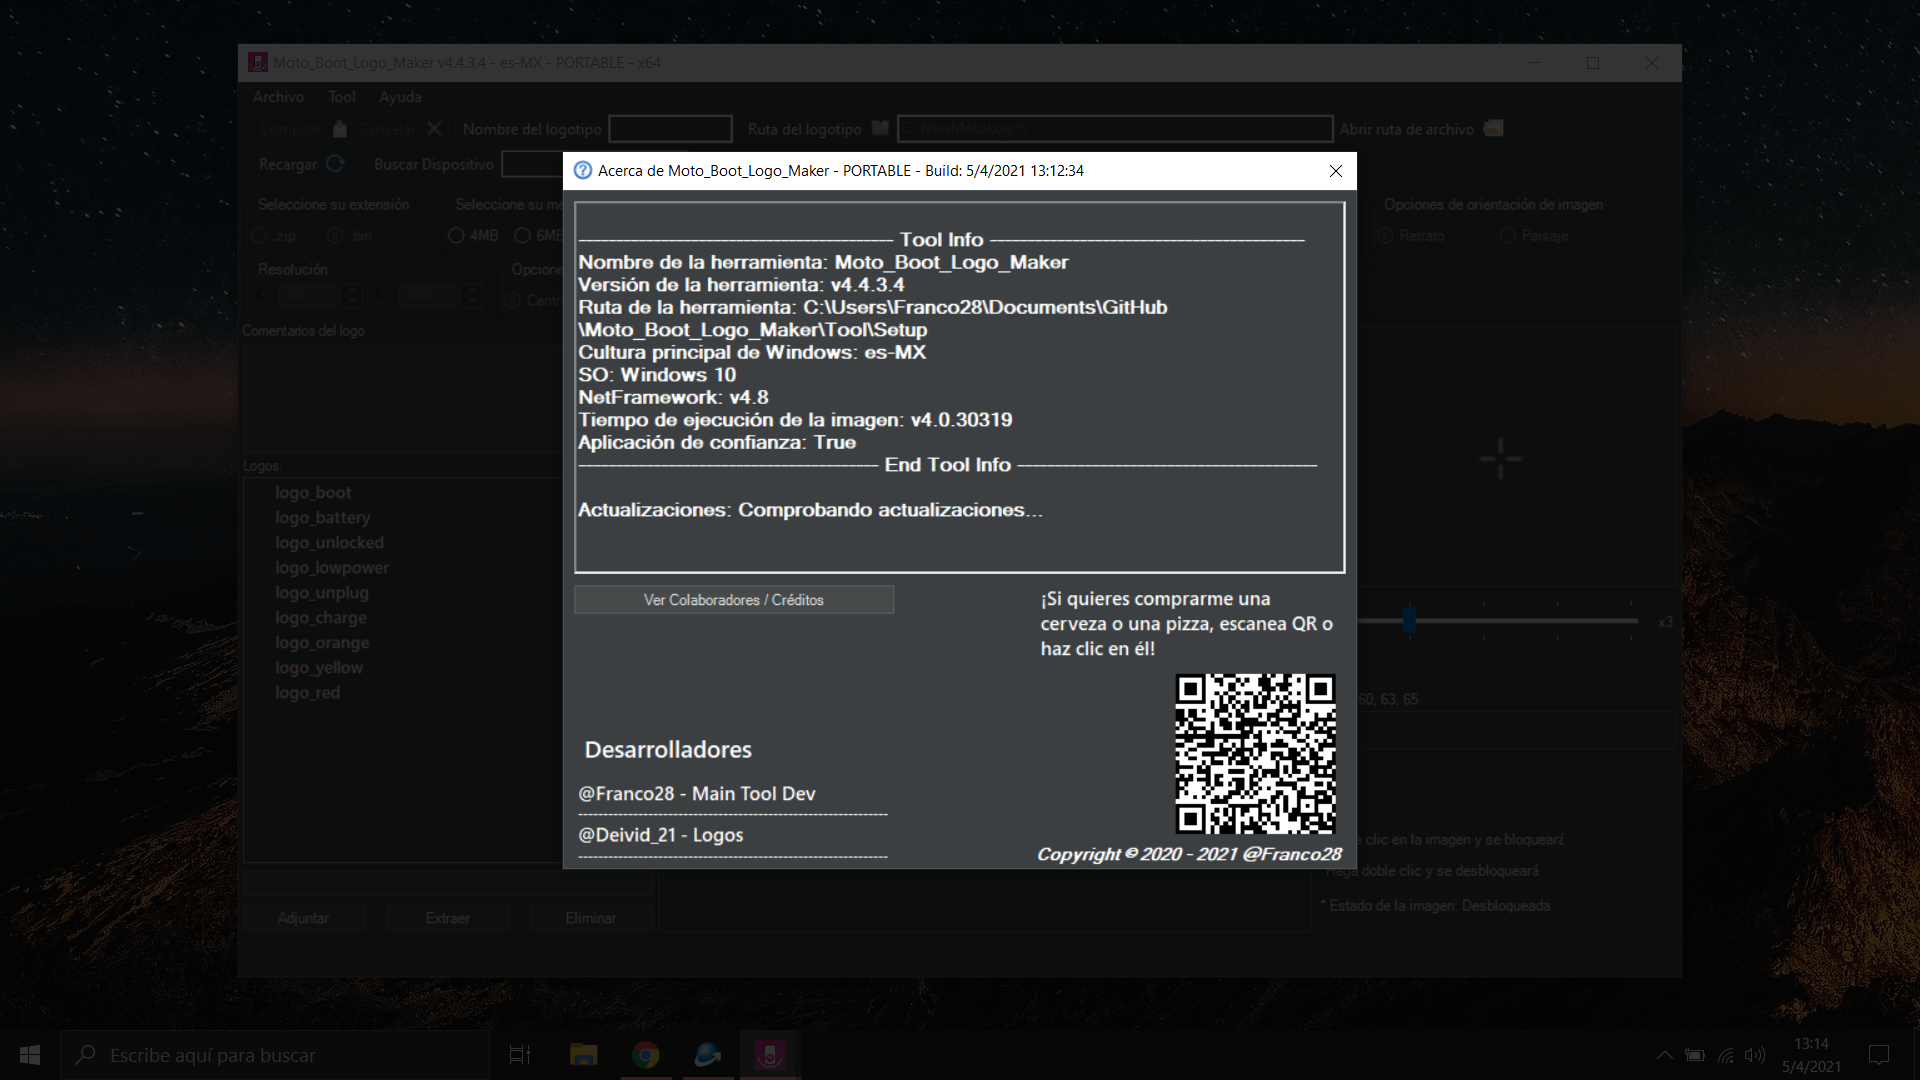 Moto_Boot_Logo_Maker v4.4.3.4 - es-MX - PORTABLE - x64
Archivo Tool Ayuda
Compilar Cancelar Nombre del logotipo Ruta del logotipo C:\NewMotoLogo\ Abrir ruta de archivo
Recargar Buscar Dispositivo
Acerca de Moto_Boot_Logo_Maker - PORTABLE - Build: 5/4/2021 13:12:34
Seleccione su extensión Seleccione su me Opciones de orientación de imagen
zip bin 4MB 6ME Retrato Paisaje
Resolución Opcione
X 720 Y Centr
Comentarios del logo
Logos:
logo_boot
logo_battery
logo_unlocked
logo_lowpower
logo_unplug
logo_charge
logo_orange
logo_yellow
logo_red
Adjuntar Extraer Eliminar
------------------------------------------ Tool Info ------------------------------------------
Nombre de la herramienta: Moto_Boot_Logo_Maker
Versión de la herramienta: v4.4.3.4
Ruta de la herramienta: C:\Users\Franco28\Documents\GitHub
\Moto_Boot_Logo_Maker\Tool\Setup
Cultura principal de Windows: es-MX
SO: Windows 10
NetFramework: v4.8
Tiempo de ejecución de la imagen: v4.0.30319
Aplicación de confianza: True
---------------------------------------- End Tool Info ----------------------------------------
Actualizaciones: Comprobando actualizaciones...
Ver Colaboradores / Créditos
¡Si quieres comprarme una
cerveza o una pizza, escanea QR o
haz clic en él!
Desarrolladores
@Franco28 - Main Tool Dev
--------------------------------------------------------------
@Deivid_21 - Logos
--------------------------------------------------------------
Copyright © 2020 - 2021 @Franco28
x3
60, 63, 65
clic en la imagen y se bloqueará
Haga doble clic y se desbloqueará
* Estado de la imagen: Desbloqueada
Escribe aquí para buscar
13:14
5/4/2021